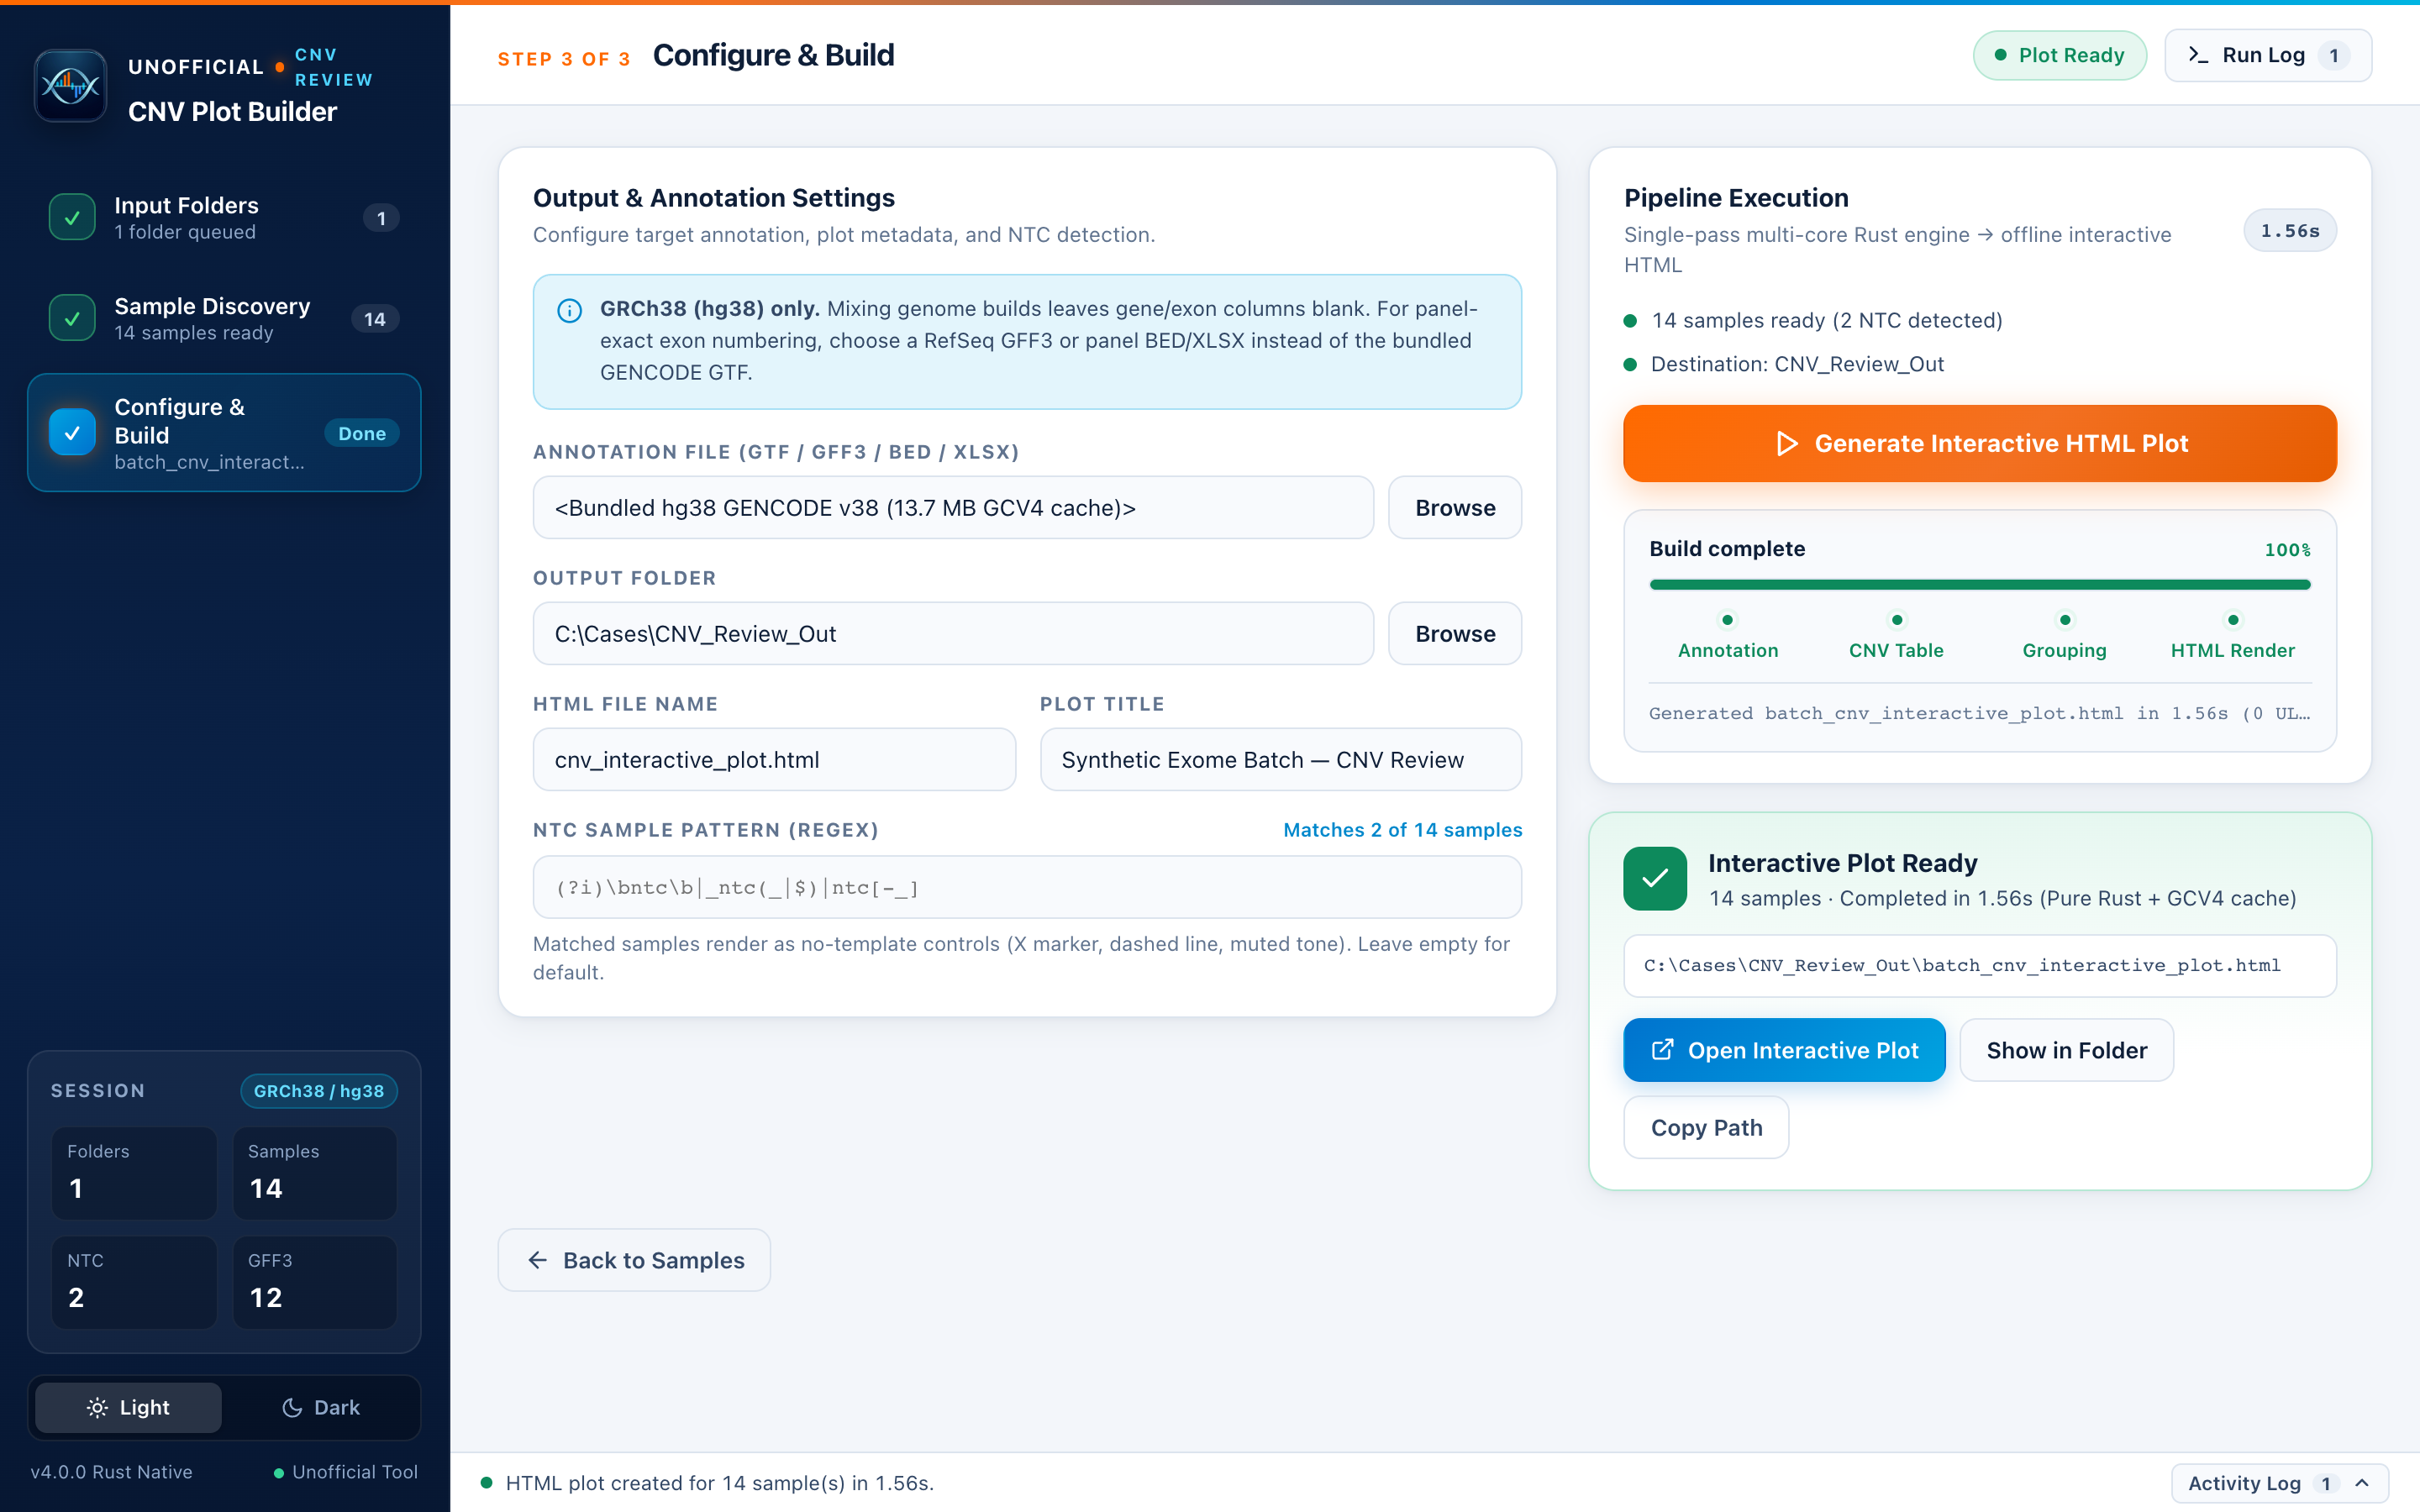 UNOFFICIAL • CNV REVIEW
CNV Plot Builder
Input Folders
1 folder queued
1
Sample Discovery
14 samples ready
14
Configure &
Build
batch_cnv_interact...
Done
SESSION
GRCh38 / hg38
Folders
1
Samples
14
NTC
2
GFF3
12
Light
Dark
v4.0.0 Rust Native
Unofficial Tool
STEP 3 OF 3
Configure & Build
Plot Ready
Run Log 1
Output & Annotation Settings
Configure target annotation, plot metadata, and NTC detection.
GRCh38 (hg38) only. Mixing genome builds leaves gene/exon columns blank. For panel-
exact exon numbering, choose a RefSeq GFF3 or panel BED/XLSX instead of the bundled
GENCODE GTF.
ANNOTATION FILE (GTF / GFF3 / BED / XLSX)
<Bundled hg38 GENCODE v38 (13.7 MB GCV4 cache)>
Browse
OUTPUT FOLDER
C:\Cases\CNV_Review_Out
Browse
HTML FILE NAME
cnv_interactive_plot.html
PLOT TITLE
Synthetic Exome Batch — CNV Review
NTC SAMPLE PATTERN (REGEX)
Matches 2 of 14 samples
(?i)\bntc\b|_ntc(_|$)|ntc[-_]
Matched samples render as no-template controls (X marker, dashed line, muted tone). Leave empty for
default.
Back to Samples
Pipeline Execution
Single-pass multi-core Rust engine → offline interactive
HTML
1.56s
14 samples ready (2 NTC detected)
Destination: CNV_Review_Out
Generate Interactive HTML Plot
Build complete
100%
Annotation
CNV Table
Grouping
HTML Render
Generated batch_cnv_interactive_plot.html in 1.56s (0 UL…
Interactive Plot Ready
14 samples · Completed in 1.56s (Pure Rust + GCV4 cache)
C:\Cases\CNV_Review_Out\batch_cnv_interactive_plot.html
Open Interactive Plot
Show in Folder
Copy Path
HTML plot created for 14 sample(s) in 1.56s.
Activity Log 1